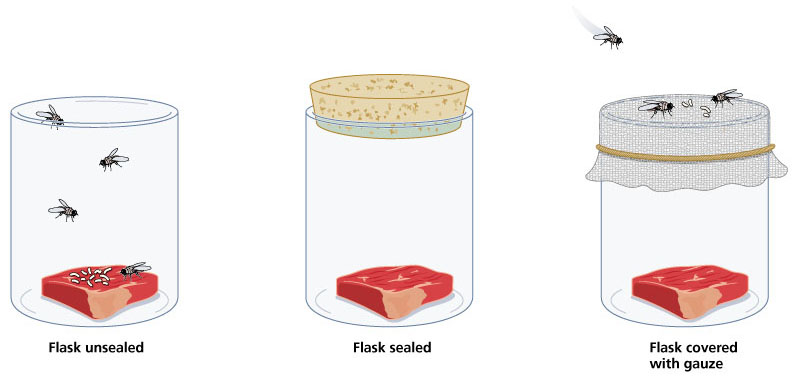 Flask unsealed
Flask sealed
Flask covered
with gauze